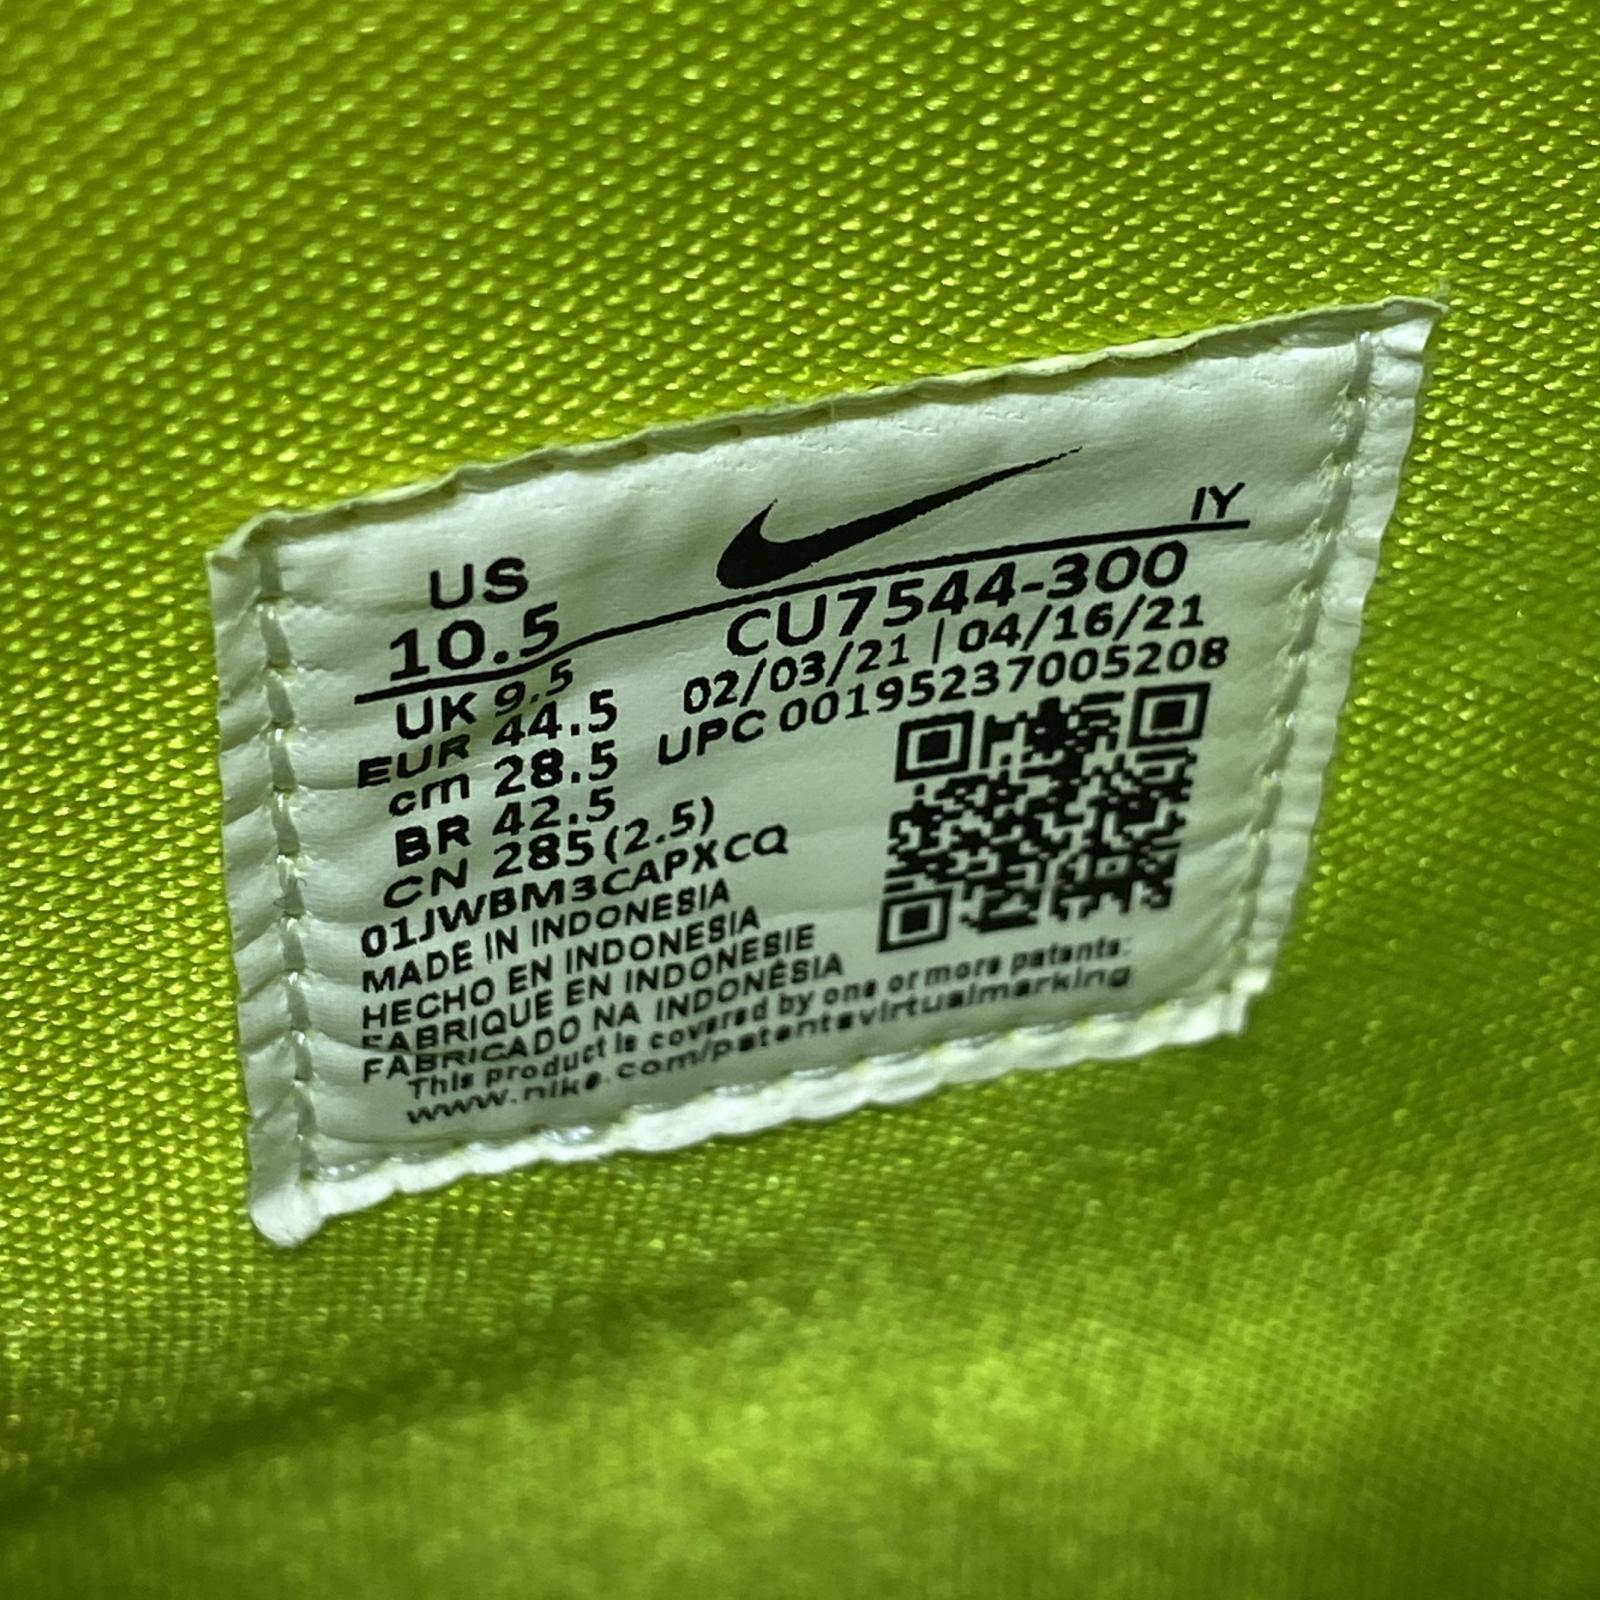 IY
US
10.5
CU7544-300
02/03/21 | 04/16/21
UPC 00195237005208
UK 9.5
EUR 44.5
cm 28.5
BR 42.5
CN 285(2.5)
01JWBM3CAPXCQ
MADE IN INDONESIA
HECHO EN INDONESIA
FABRIQUE EN INDONESIE
FABRICADO NA INDONÉSIA
This product is covered by one or more patents:
www.nike.com/patentsvirtualmarking